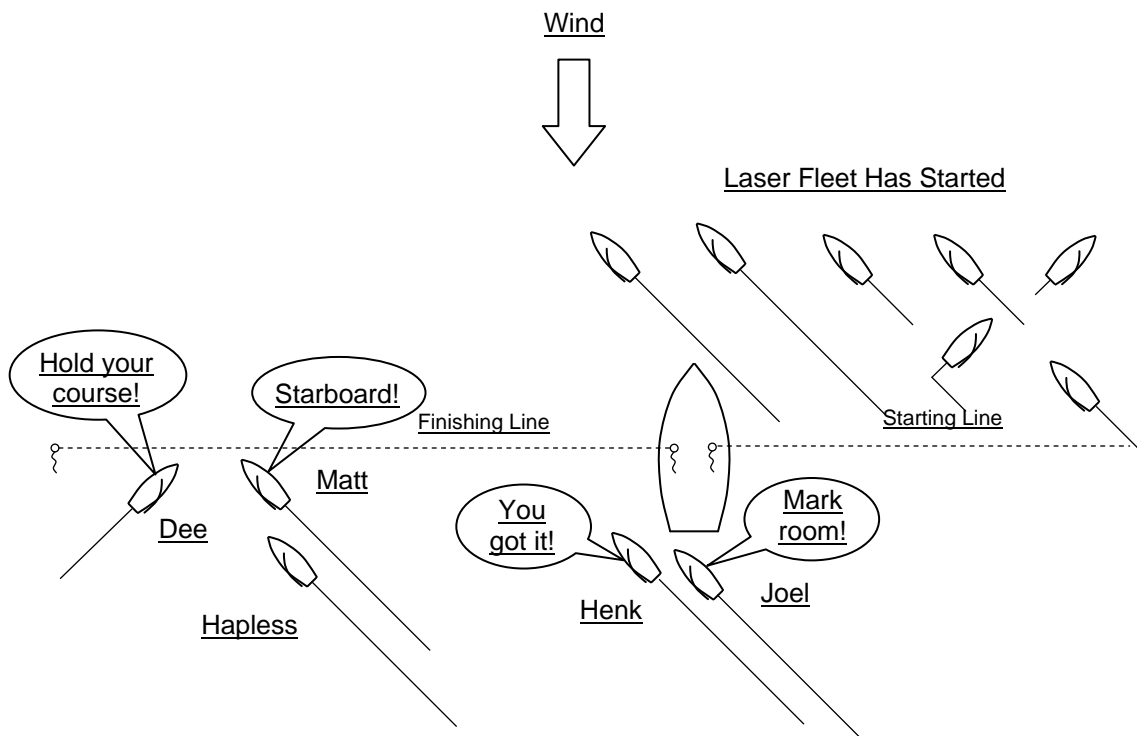 Wind
Laser Fleet Has Started
Hold your
course!
Starboard!
Finishing Line
Starting Line
Matt
Dee
You
got it!
Mark
room!
Hapless
Henk
Joel